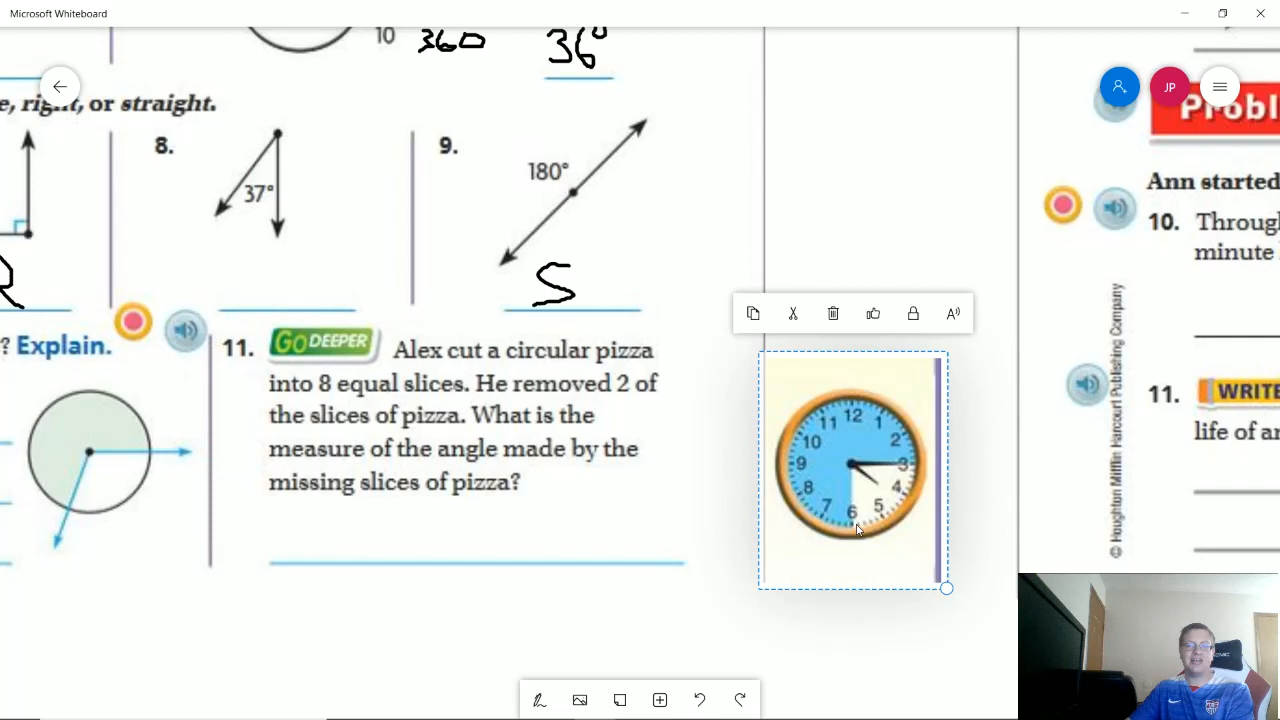 Microsoft Whiteboard
10 360 36°
e, right, or straight.
8.
37°
9.
180°
R
S
? Explain.
11. GO DEEPER Alex cut a circular pizza
into 8 equal slices. He removed 2 of
the slices of pizza. What is the
measure of the angle made by the
missing slices of pizza?
12
1
2
3
4
5
6
7
8
9
10
11
JP
Probl
Ann started
10. Throug
minute
11. WRITE
life of an
© Houghton Mifflin Harcourt Publishing Company